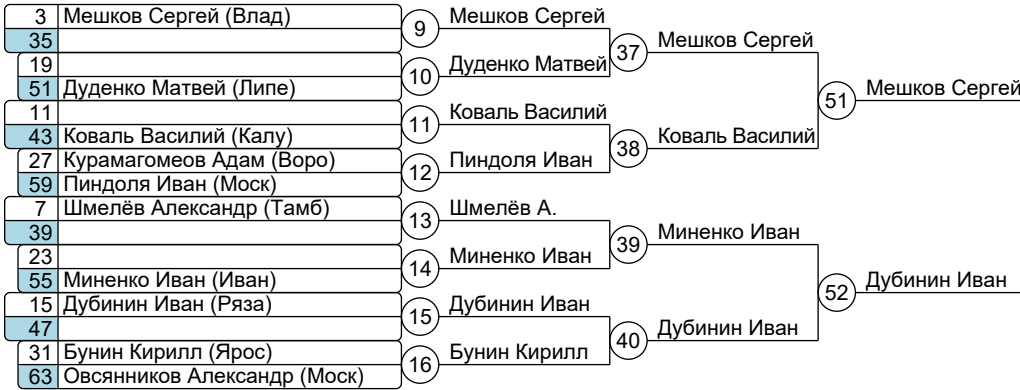 3 Мешков Сергей (Влад)
35
19
51 Дуденко Матвей (Липе)
11
43 Коваль Василий (Калу)
27 Курамагомеов Адам (Воро)
59 Пиндоля Иван (Моск)
7 Шмелёв Александр (Тамб)
39
23
55 Миненко Иван (Иван)
15 Дубинин Иван (Ряза)
47
31 Бунин Кирилл (Ярос)
63 Овсянников Александр (Моск)
9 Мешков Сергей
10 Дуденко Матвей
11 Коваль Василий
12 Пиндоля Иван
13 Шмелёв А.
14 Миненко Иван
15 Дубинин Иван
16 Бунин Кирилл
37 Мешков Сергей
38 Коваль Василий
39 Миненко Иван
40 Дубинин Иван
51 Мешков Сергей
52 Дубинин Иван